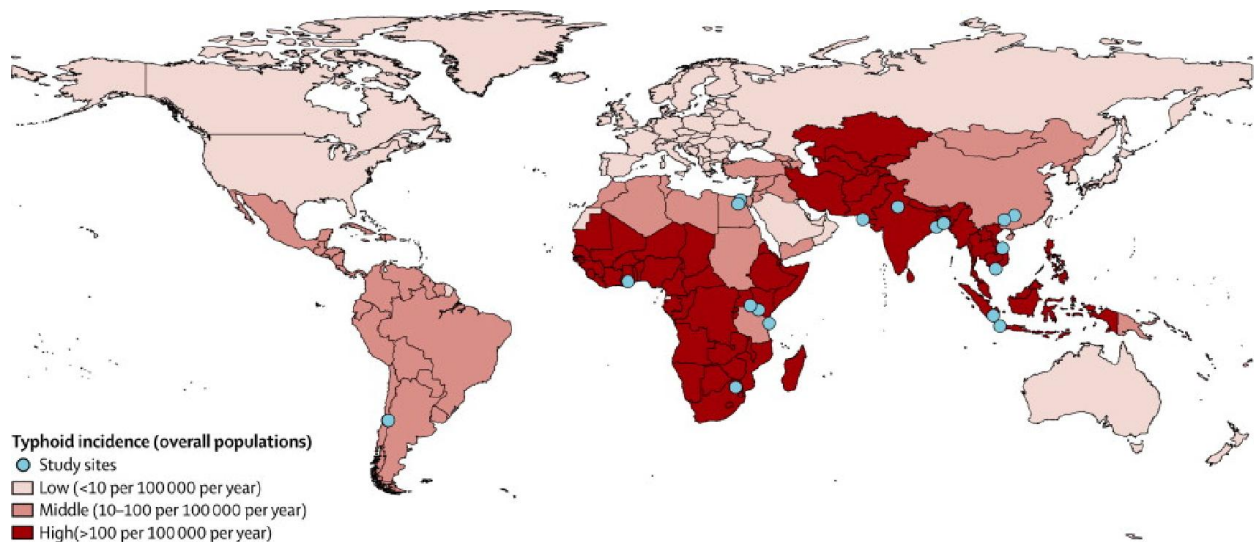 Typhoid incidence (overall populations)
Study sites
Low (<10 per 100 000 per year)
Middle (10–100 per 100 000 per year)
High(>100 per 100 000 per year)